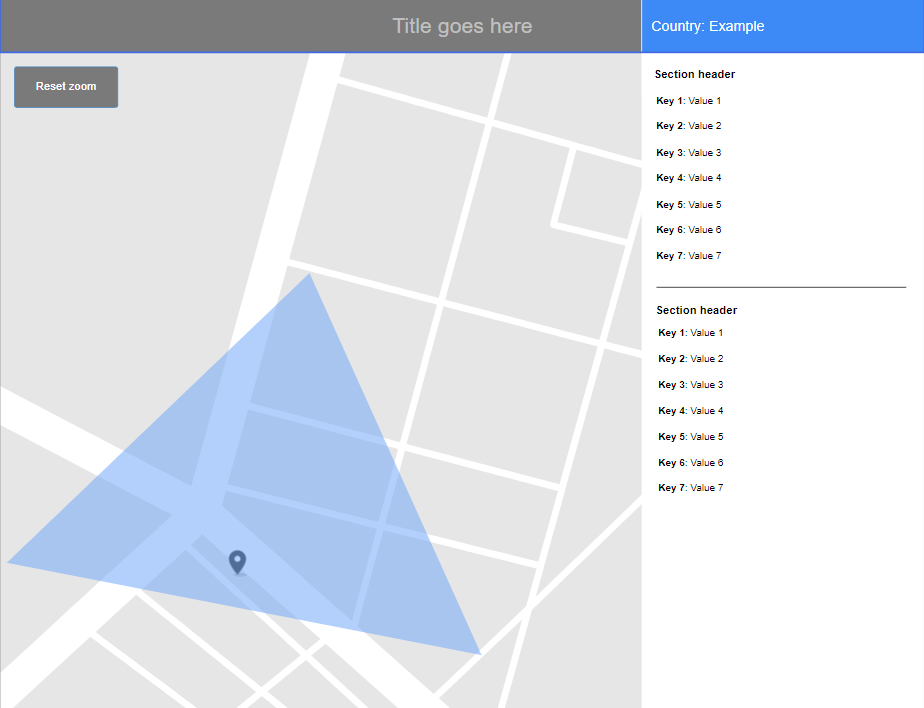 Title goes here
Country: Example
Reset zoom
Section header
Key 1: Value 1
Key 2: Value 2
Key 3: Value 3
Key 4: Value 4
Key 5: Value 5
Key 6: Value 6
Key 7: Value 7
Section header
Key 1: Value 1
Key 2: Value 2
Key 3: Value 3
Key 4: Value 4
Key 5: Value 5
Key 6: Value 6
Key 7: Value 7